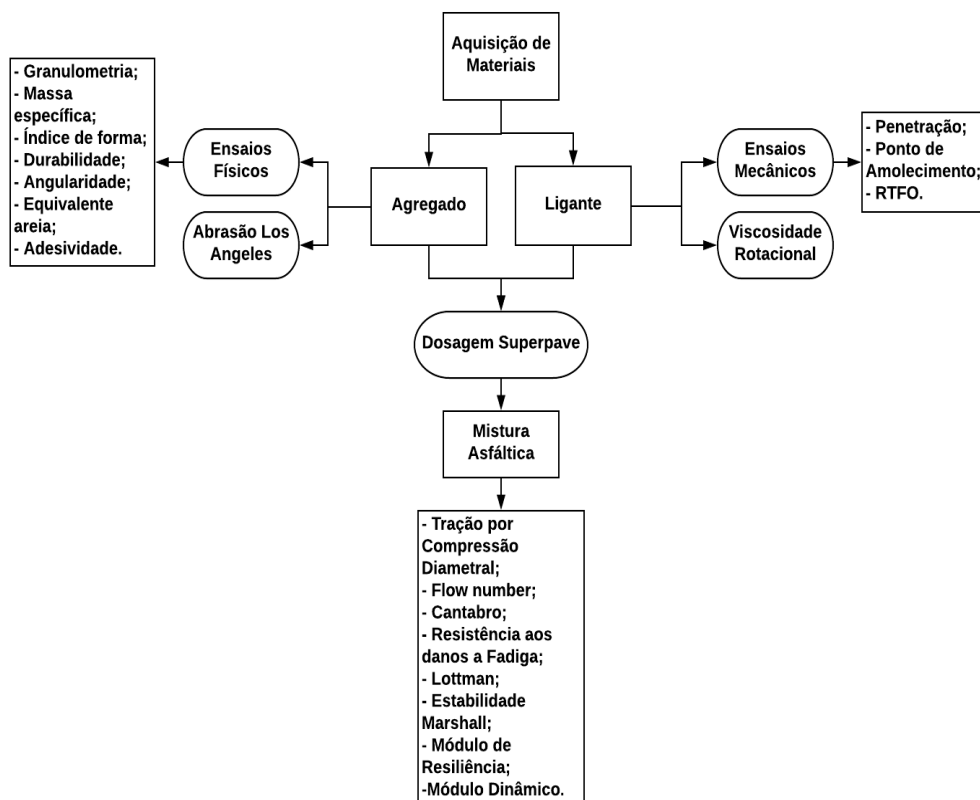 Aquisição de
Materiais
- Granulometria;
- Massa
específica;
- Índice de forma;
- Durabilidade;
- Angularidade;
- Equivalente
areia;
- Adesividade.
Ensaios
Físicos
Abrasão Los
Angeles
Agregado
Ligante
Ensaios
Mecânicos
Viscosidade
Rotacional
- Penetração;
- Ponto de
Amolecimento;
- RTFO.
Dosagem Superpave
Mistura
Asfáltica
- Tração por
Compressão
Diametral;
- Flow number;
- Cantabro;
- Resistência aos
danos a Fadiga;
- Lottman;
- Estabilidade
Marshall;
- Módulo de
Resiliência;
-Módulo Dinâmico.